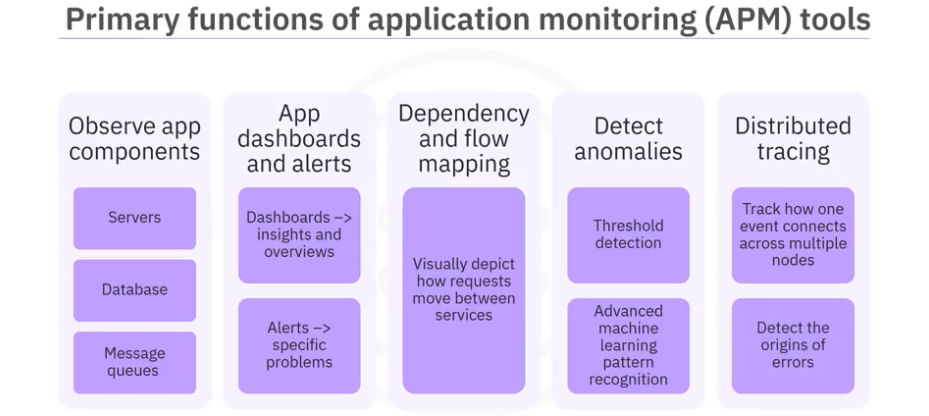 Primary functions of application monitoring (APM) tools
Observe app
components
Servers
Database
Message
queues
App
dashboards
and alerts
Dashboards –>
insights and
overviews
Alerts –>
specific
problems
Dependency
and flow
mapping
Visually depict
how requests
move between
services
Detect
anomalies
Threshold
detection
Advanced
machine
learning
pattern
recognition
Distributed
tracing
Track how one
event connects
across multiple
nodes
Detect the
origins of
errors